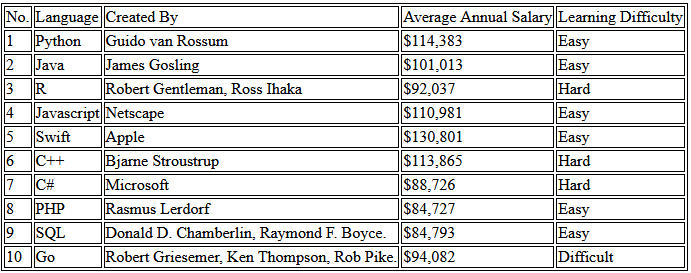 No. Language Created By Average Annual Salary Learning Difficulty
1 Python Guido van Rossum $114,383 Easy
2 Java James Gosling $101,013 Easy
3 R Robert Gentleman, Ross Ihaka $92,037 Hard
4 Javascript Netscape $110,981 Easy
5 Swift Apple $130,801 Easy
6 C++ Bjarne Stroustrup $113,865 Hard
7 C# Microsoft $88,726 Hard
8 PHP Rasmus Lerdorf $84,727 Easy
9 SQL Donald D. Chamberlin, Raymond F. Boyce. $84,793 Easy
10 Go Robert Griesemer, Ken Thompson, Rob Pike. $94,082 Difficult